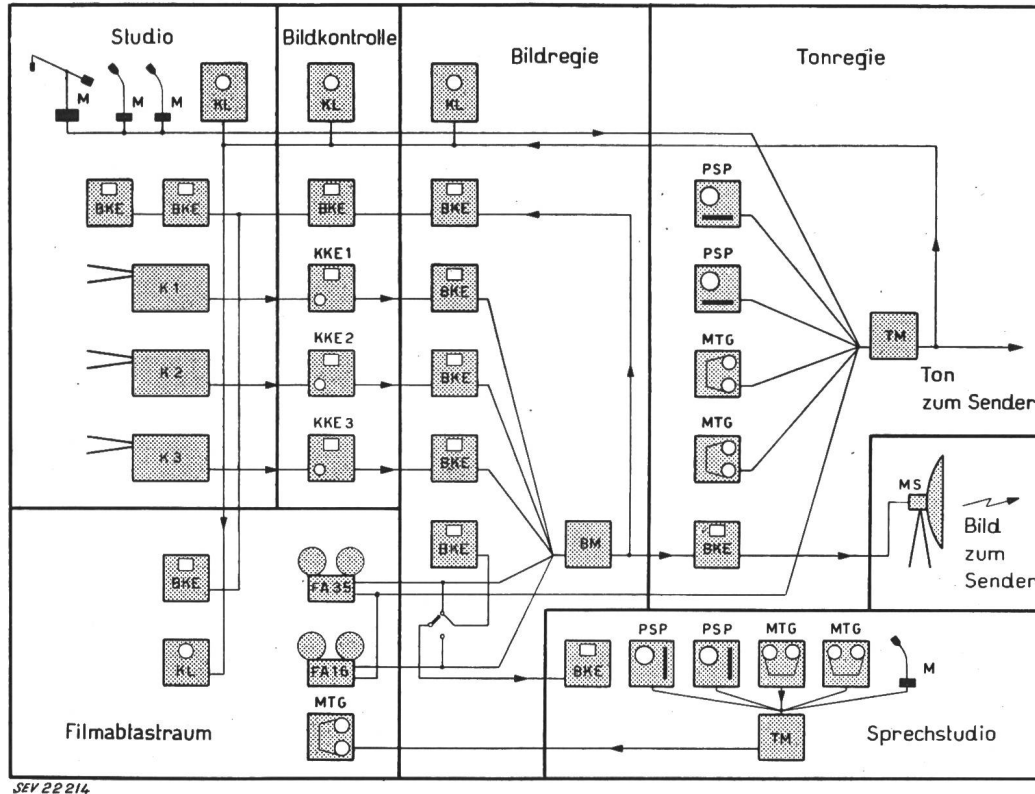 Studio
Bildkontrolle
Bildregie
Tonregie
M
M
M
KL
KL
KL
BKE
BKE
BKE
BKE
PSP
K1
KKE1
BKE
PSP
TM
K2
KKE2
BKE
MTG
Ton
zum Sender
K3
KKE3
BKE
MTG
MS
Bild
zum
Sender
BKE
BM
BKE
BKE
FA35
KL
FA16
MTG
BKE
PSP
PSP
MTG
MTG
M
TM
Filmabtastraum
Sprechstudio
SEV 22214